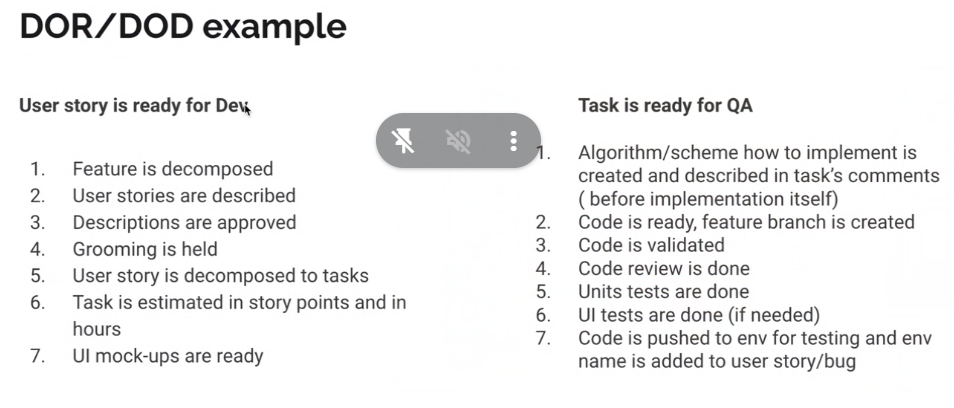 DOR/DOD example
User story is ready for Dev.
1. Feature is decomposed
2. User stories are described
3. Descriptions are approved
4. Grooming is held
5. User story is decomposed to tasks
6. Task is estimated in story points and in
hours
7. UI mock-ups are ready
Task is ready for QA
1. Algorithm/scheme how to implement is
created and described in task's comments
( before implementation itself)
2. Code is ready, feature branch is created
3. Code is validated
4. Code review is done
5. Units tests are done
6. UI tests are done (if needed)
7. Code is pushed to env for testing and env
name is added to user story/bug